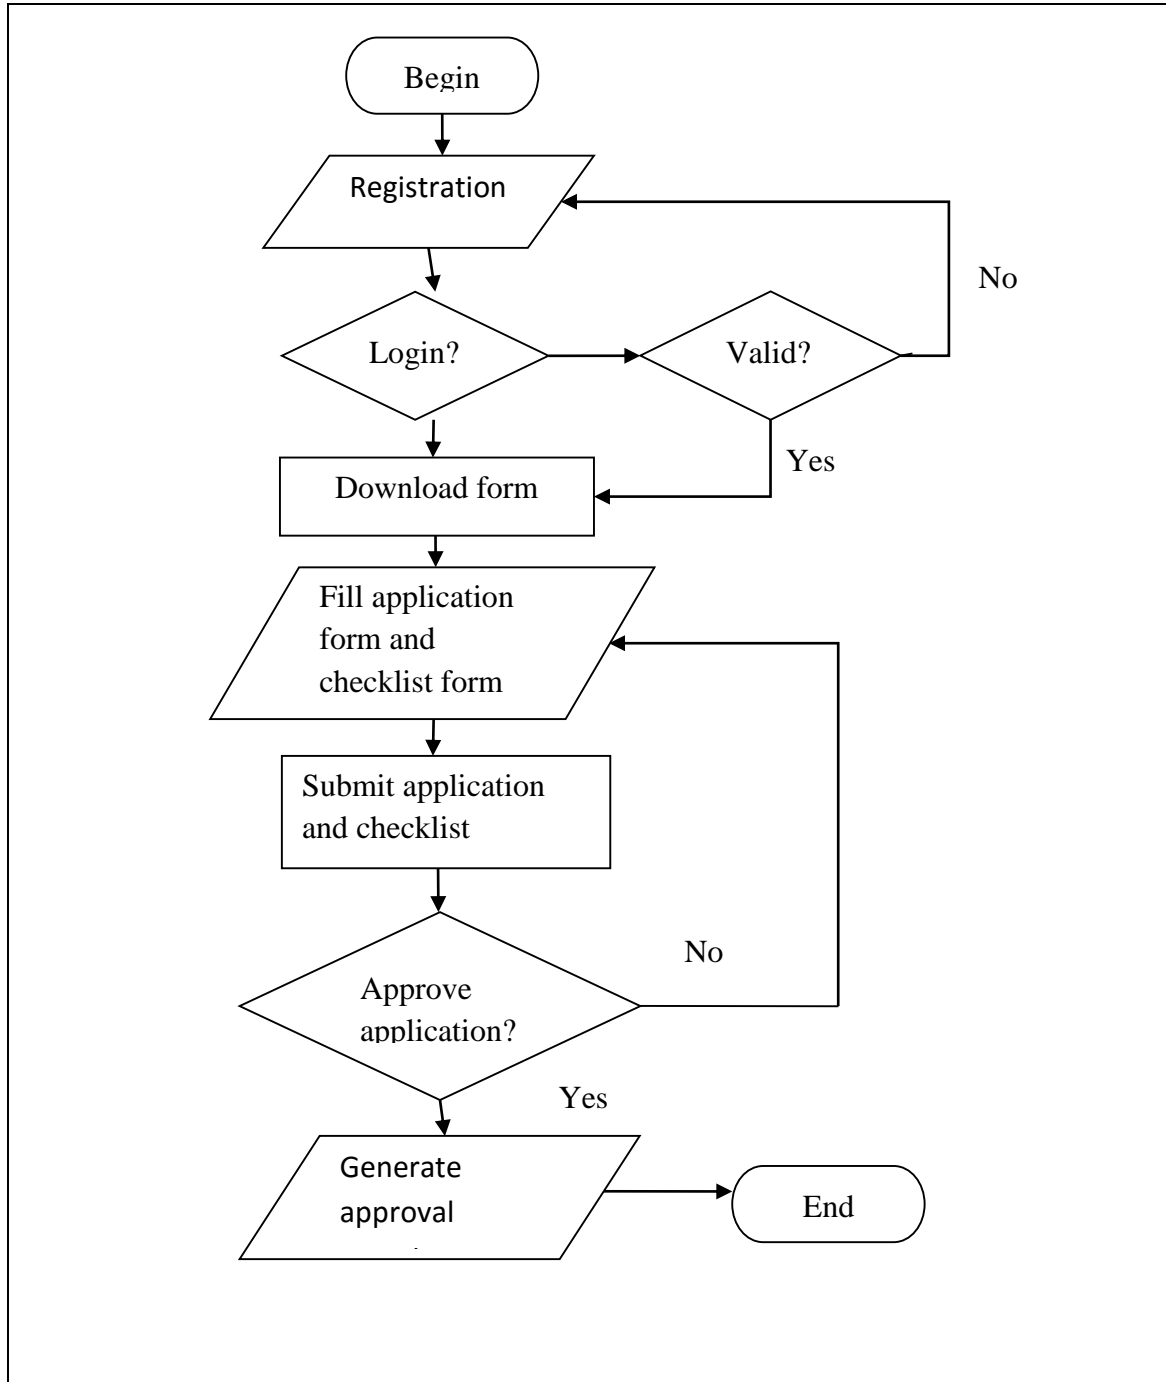 Begin
Registration
No
Login?
Valid?
Yes
Download form
Fill application
form and
checklist form
Submit application
and checklist
No
Approve
application?
Yes
Generate
approval
End